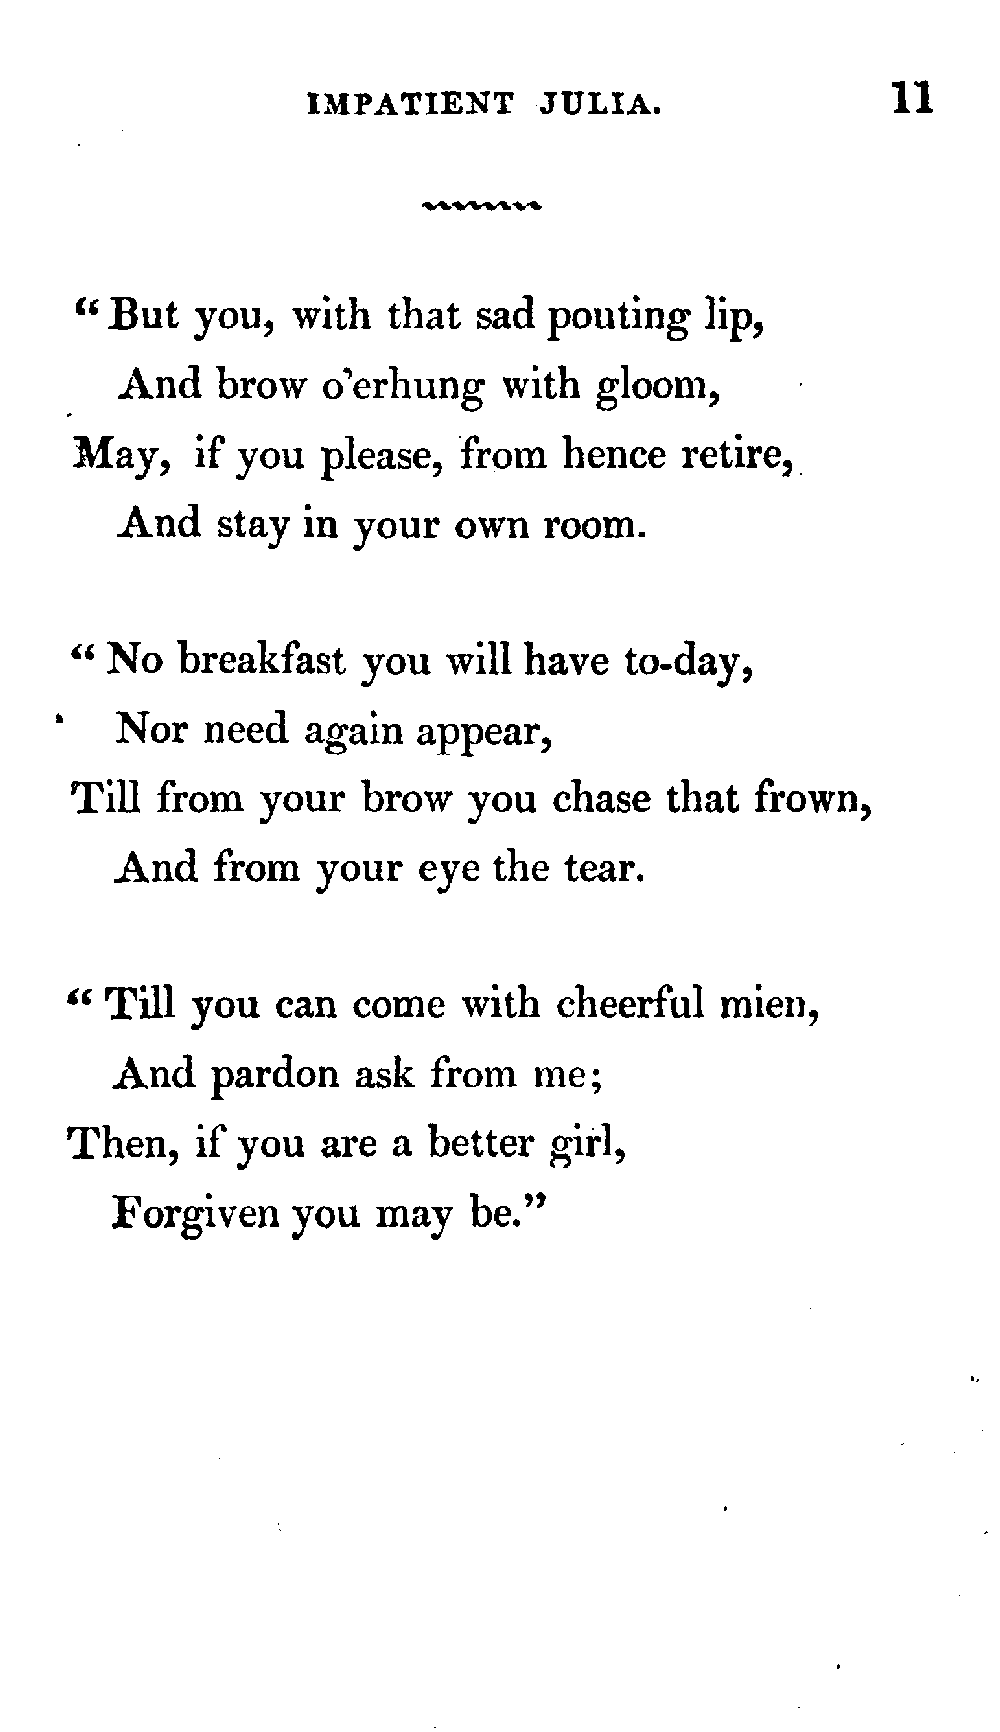 IMPATIENT JULIA. 11
“ But you, with that sad pouting lip,
And brow o’erhung with gloom,
May, if you please, from hence retire,
And stay in your own room.
“ No breakfast you will have to-day,
Nor need again appear,
Till from your brow you chase that frown,
And from your eye the tear.
“ Till you can come with cheerful mien,
And pardon ask from me;
Then, if you are a better girl,
Forgiven you may be.”